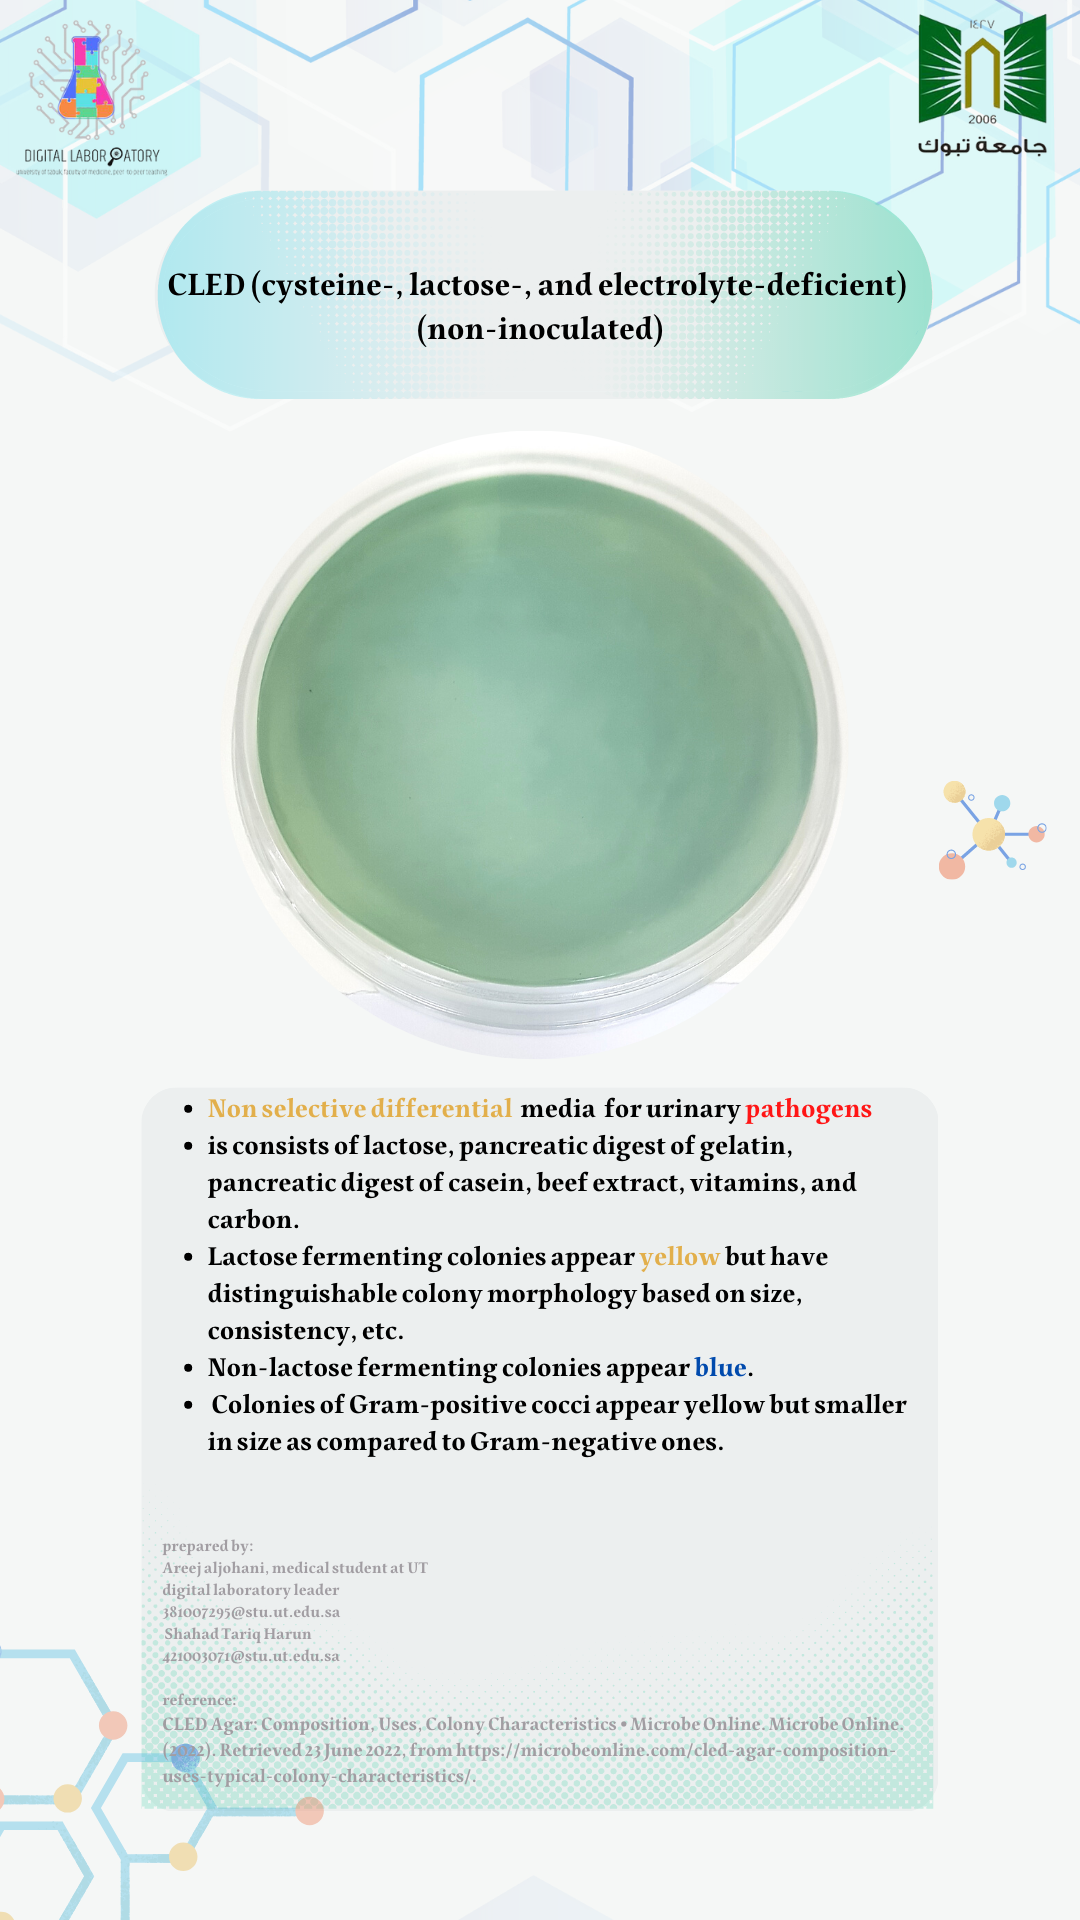 DIGITAL LABORATORY
university of tabuk, faculty of medicine, peer-to-peer teaching
١٤٢٧
2006
جامعة تبوك
CLED (cysteine-, lactose-, and electrolyte-deficient)
(non-inoculated)
• Non selective differential media for urinary pathogens
• is consists of lactose, pancreatic digest of gelatin,
pancreatic digest of casein, beef extract, vitamins, and
carbon.
• Lactose fermenting colonies appear yellow but have
distinguishable colony morphology based on size,
consistency, etc.
• Non-lactose fermenting colonies appear blue.
• Colonies of Gram-positive cocci appear yellow but smaller
in size as compared to Gram-negative ones.
prepared by:
Areej aljohani, medical student at UT
digital laboratory leader
381007295@stu.ut.edu.sa
Shahad Tariq Harun
421003071@stu.ut.edu.sa
reference:
CLED Agar: Composition, Uses, Colony Characteristics • Microbe Online. Microbe Online.
(2022). Retrieved 23 June 2022, from https://microbeonline.com/cled-agar-composition-
uses-typical-colony-characteristics/.